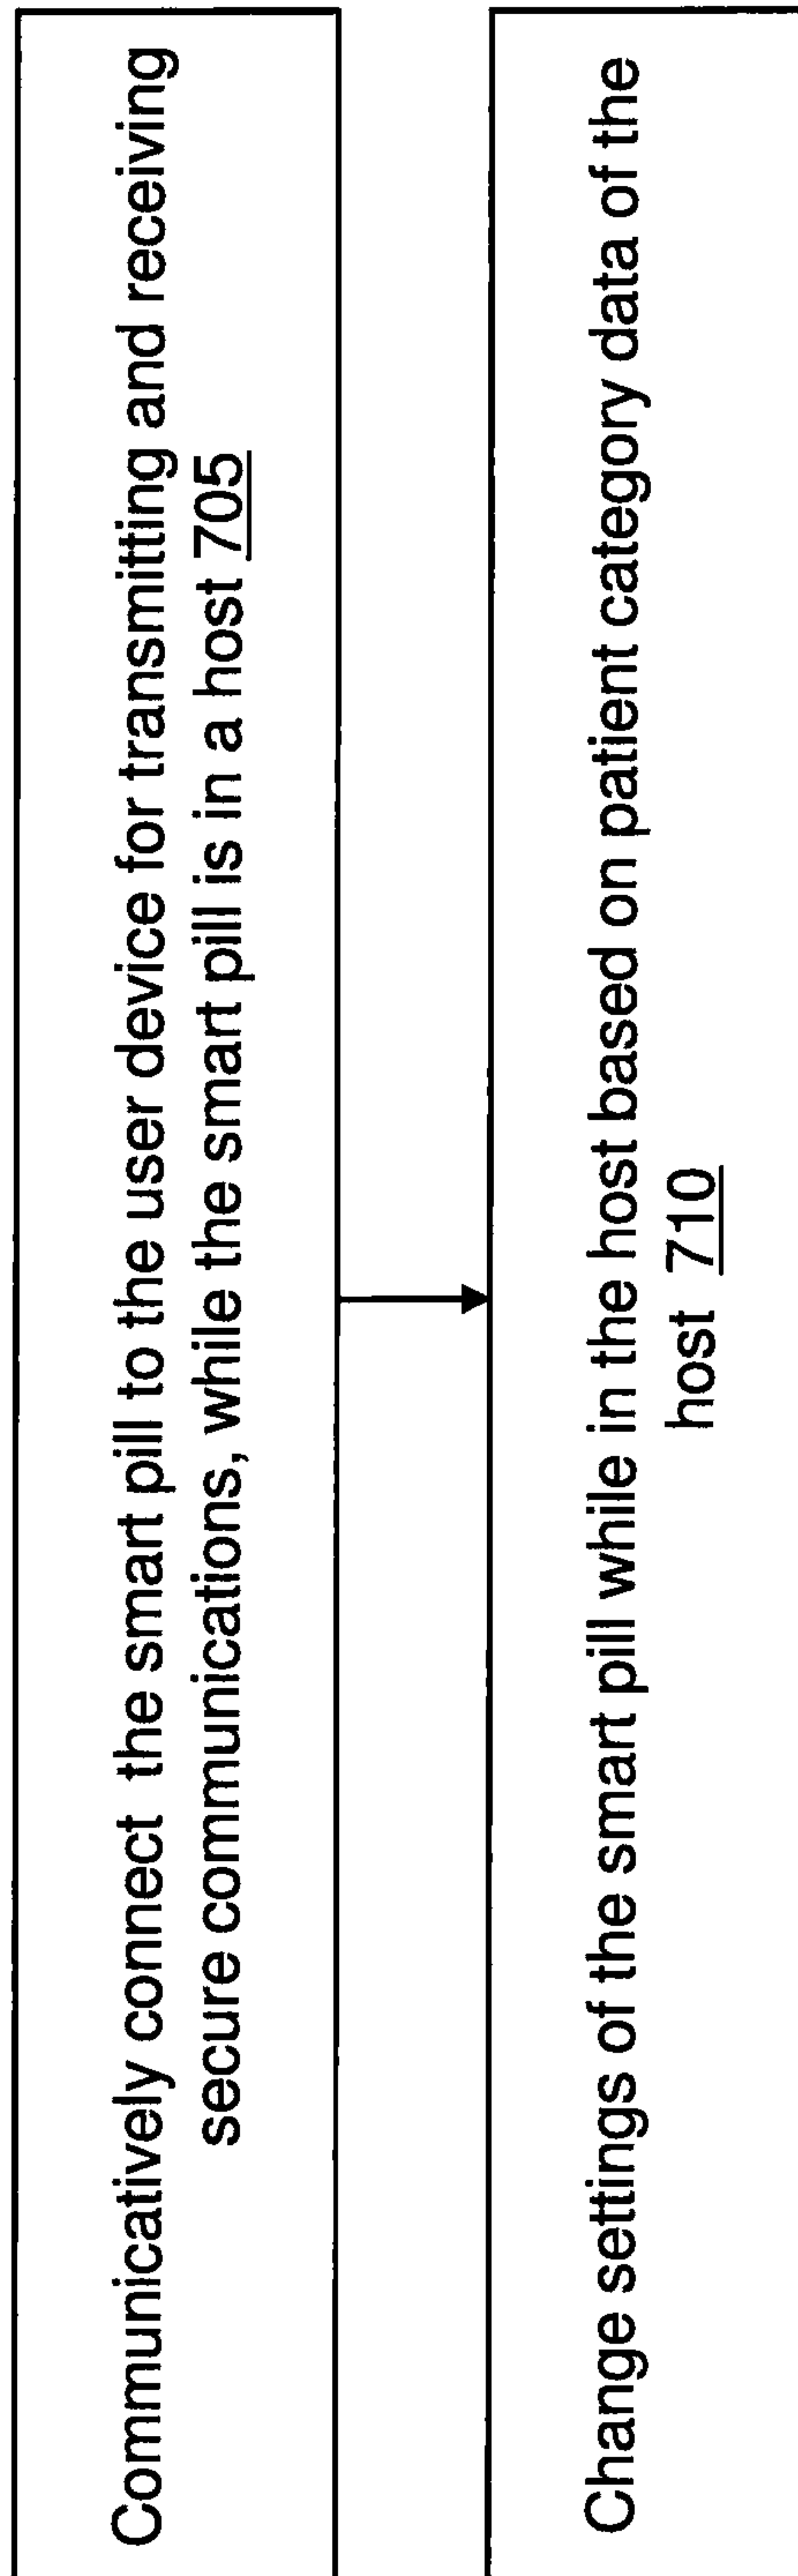 Communicatively connect the smart pill to the user device for transmitting and receiving
secure communications, while the smart pill is in a host 705
Change settings of the smart pill while in the host based on patient category data of the
host 710